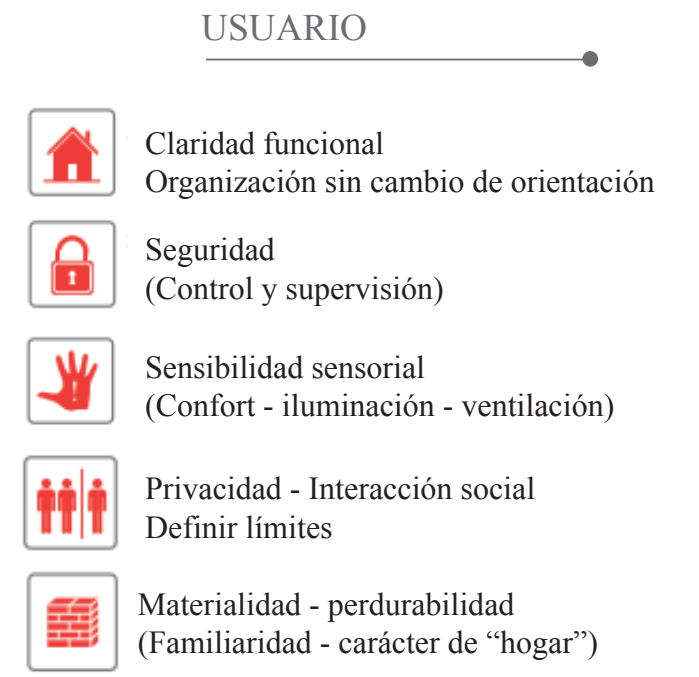 USUARIO
Claridad funcional
Organización sin cambio de orientación
Seguridad
(Control y supervisión)
Sensibilidad sensorial
(Confort - iluminación - ventilación)
Privacidad - Interacción social
Definir límites
Materialidad - perdurabilidad
(Familiaridad - carácter de “hogar”)